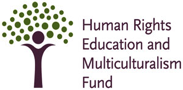 Human Rights
Education and
Multiculturalism
Fund